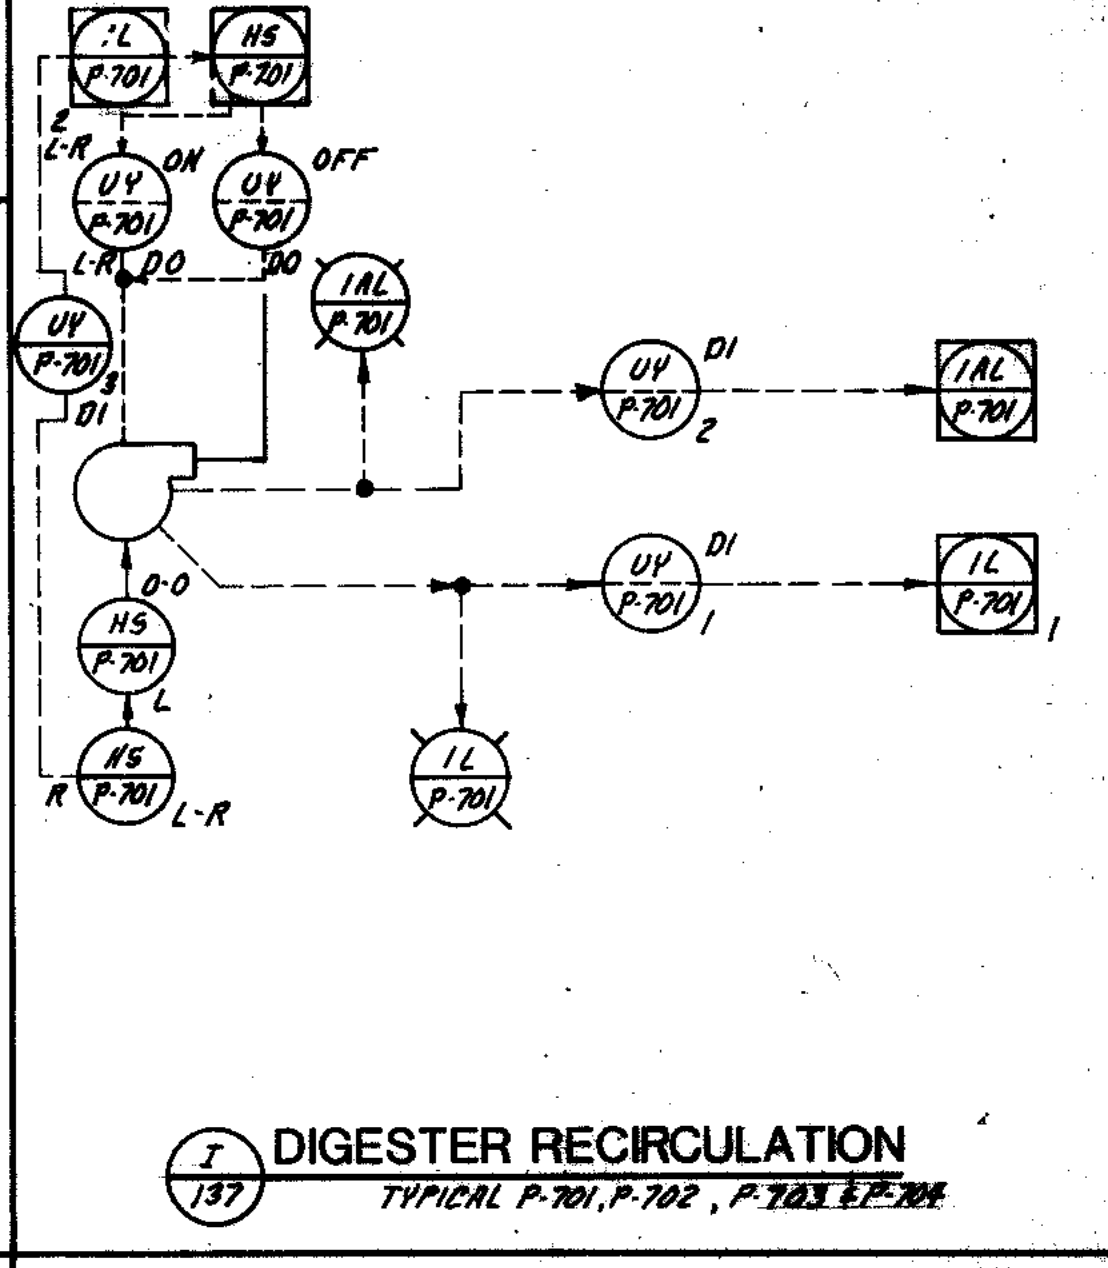 IL
P-701
2
L-R
HS
P-701
UY
P-701
ON
L-R
DO
UY
P-701
OFF
DO
IAL
P-701
UY
P-701
3
DI
UY
P-701
DI
2
IAL
P-701
O-O
HS
P-701
L
UY
P-701
DI
1
IL
P-701
1
HS
P-701
R
L-R
IL
P-701
I
137
DIGESTER RECIRCULATION
TYPICAL P-701, P-702, P-703 & P-704